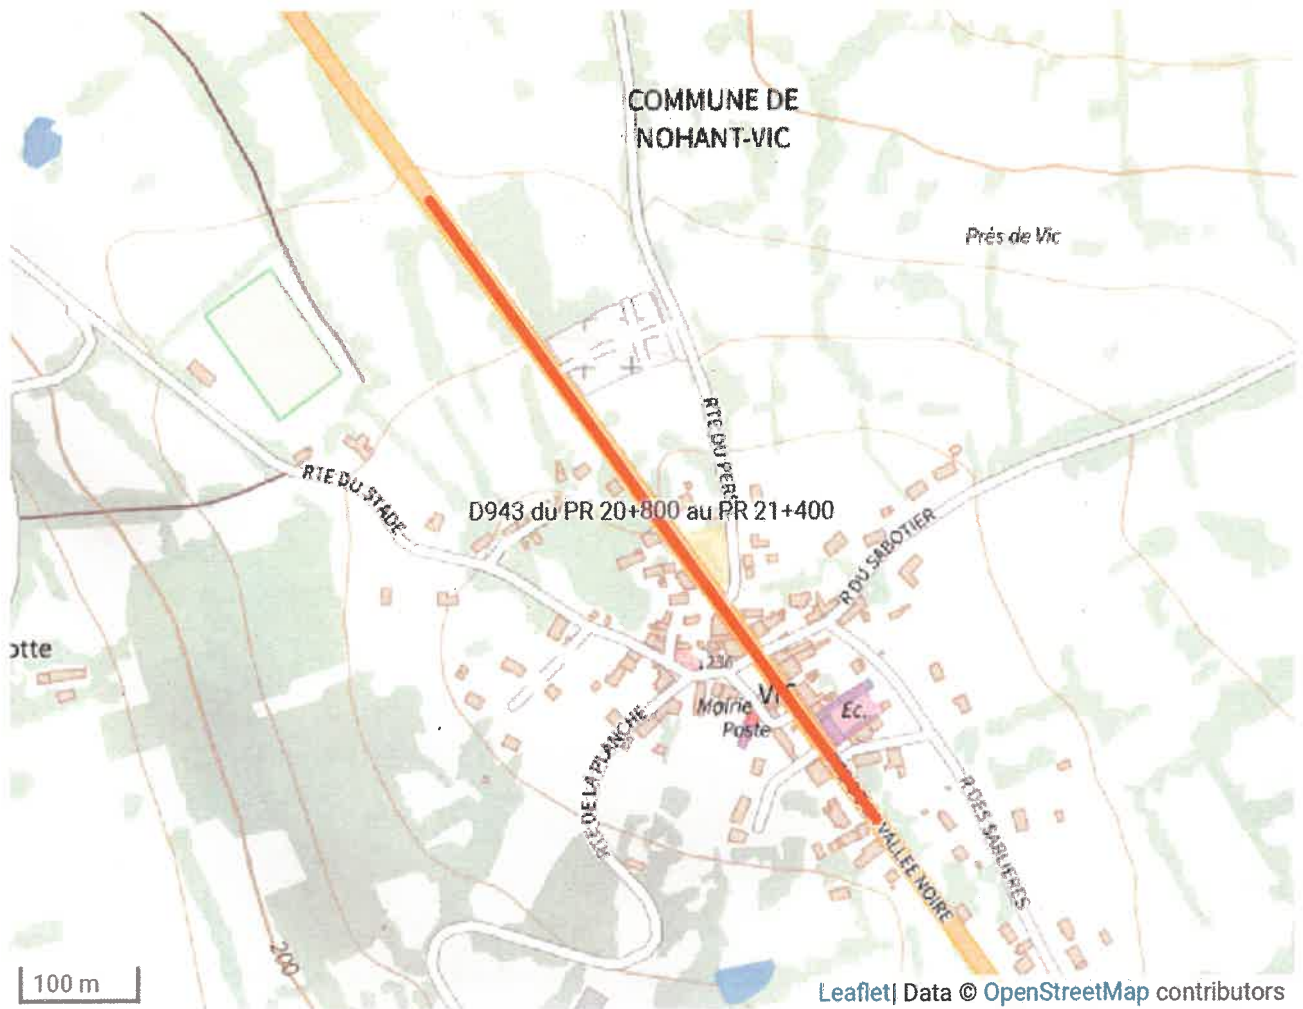 COMMUNE DE
NOHANT-VIC
Prés de Vic
RTE DU STADE
D943 du PR 20+800 au PR 21+400
R DU SABOTIER
otte
236
Mairie
Poste
Ec.
RTE DE LA PLANCHE
VALLEE NOIRE
R DES SABLIERES
200
100 m
Leaflet| Data © OpenStreetMap contributors